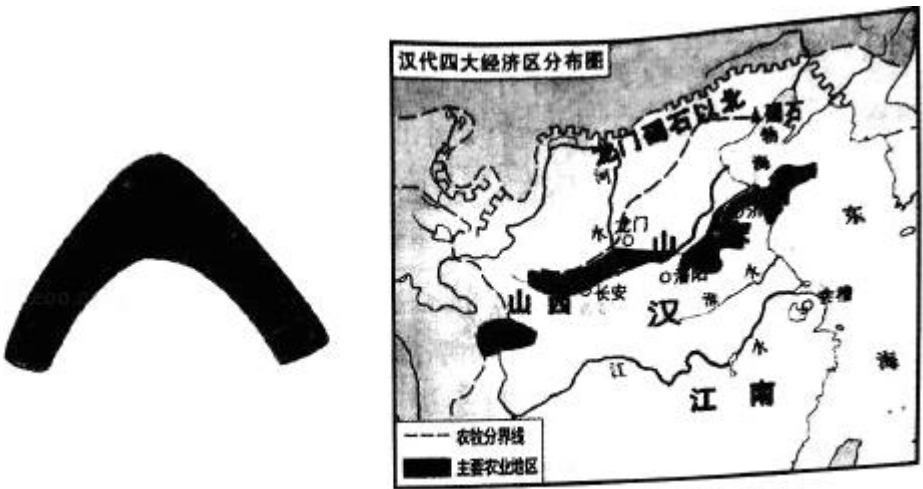 汉代四大经济区分布图
龙门碣石以北
碣石
勃
海
河
水
龙门
山
东
济
山西
长安
洛阳
汉
淮
水
会稽
东
海
江
水
江南
农牧分界线
主要农业地区